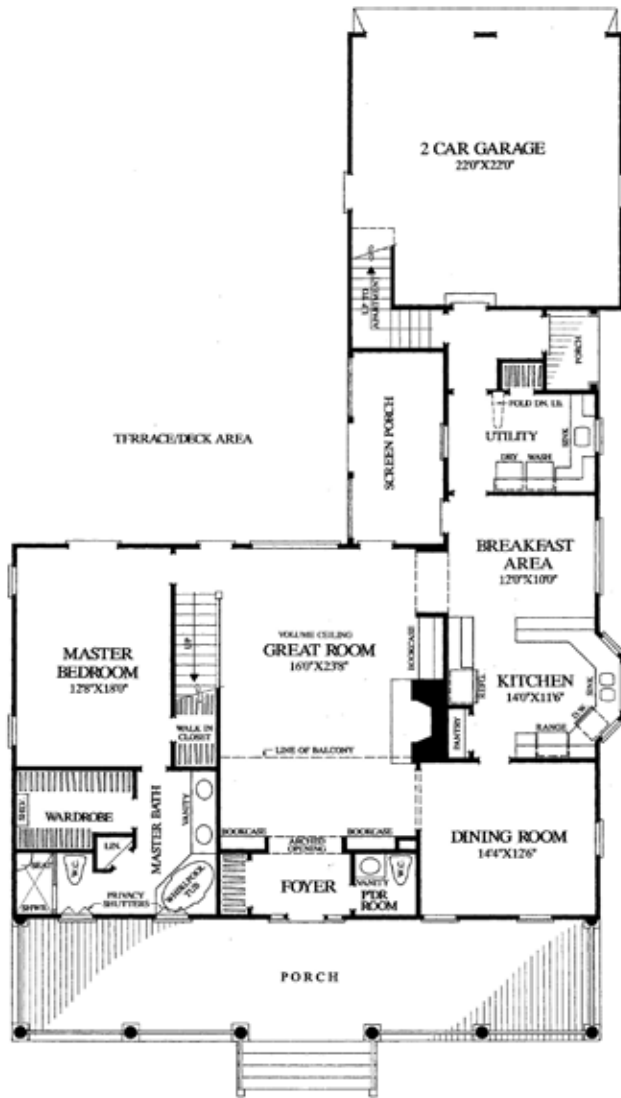 2 CAR GARAGE
22'0"X22'0"
UP TO
APARTMENT
PORCH
FOLD DN. I.B.
UTILITY
SINK
DRY
WASH
SCREEN PORCH
TERRACE/DECK AREA
BREAKFAST
AREA
12'0"X10'0"
MASTER
BEDROOM
12'8"X18'0"
UP
VOLUME CEILING
GREAT ROOM
16'0"X23'8"
BOOKCASE
REFG.
KITCHEN
14'0"X11'6"
SINK
D.W.
RANGE
PANTRY
WALK IN
CLOSET
LINE OF BALCONY
SHLV.
WARDROBE
MASTER BATH
VANITY
LIN.
BOOKCASE
ARCHED
OPENING
BOOKCASE
DINING ROOM
14'4"X12'6"
W.C.
SHWR.
PRIVACY
SHUTTERS
WHIRLPOOL
TUB
FOYER
VANITY
W.C.
P'DR
ROOM
PORCH